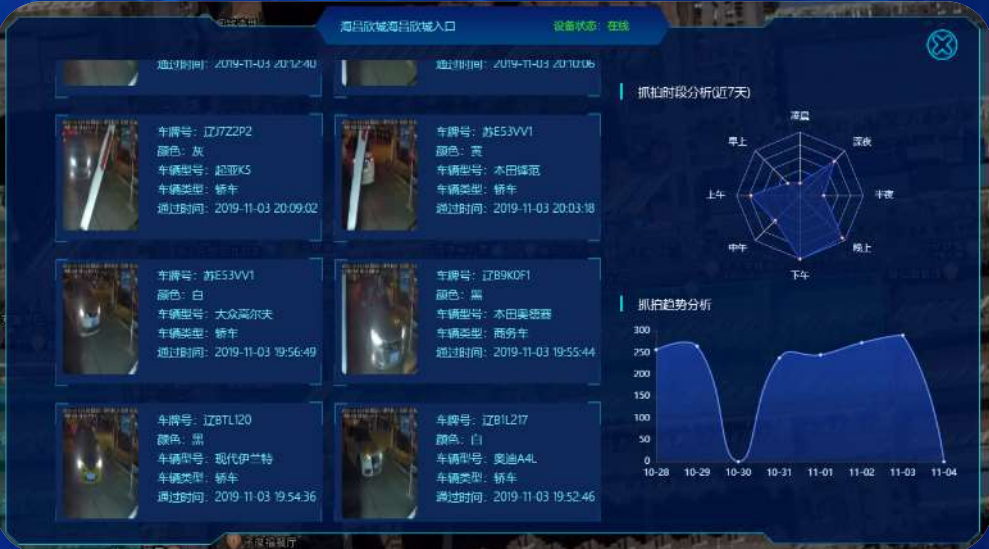 海昌欣城海昌欣城入口
设备状态：在线
通过时间：2019-11-03 20:12:40
通过时间：2019-11-03 20:10:06
车牌号：辽J7Z2P2
颜色：灰
车辆型号：起亚K5
车辆类型：轿车
通过时间：2019-11-03 20:09:02
车牌号：苏E53VV1
颜色：黄
车辆型号：本田锋范
车辆类型：轿车
通过时间：2019-11-03 20:03:18
车牌号：苏E53VV1
颜色：白
车辆型号：大众高尔夫
车辆类型：轿车
通过时间：2019-11-03 19:56:49
车牌号：辽B9K0F1
颜色：黑
车辆型号：本田奥德赛
车辆类型：商务车
通过时间：2019-11-03 19:55:44
车牌号：辽BTL120
颜色：黑
车辆型号：现代伊兰特
车辆类型：轿车
通过时间：2019-11-03 19:54:36
车牌号：辽B1L217
颜色：白
车辆型号：奥迪A4L
车辆类型：轿车
通过时间：2019-11-03 19:52:46
抓拍时段分析(近7天)
凌晨
早上
深夜
上午
半夜
中午
晚上
下午
抓拍趋势分析
300
250
200
150
100
50
0
10-28 10-29 10-30 10-31 11-01 11-02 11-03 11-04